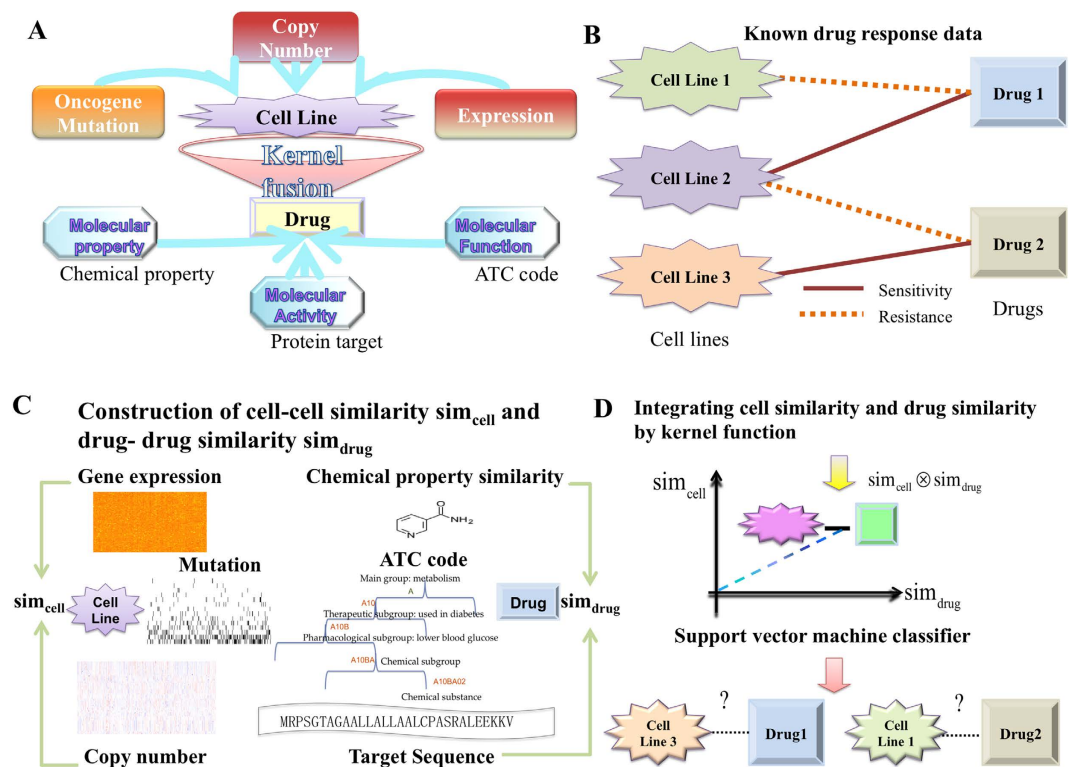 A
Copy
Number
Oncogene
Mutation
Cell Line
Expression
Kernel
fusion
Drug
Molecular
property
Chemical property
Molecular
Function
ATC code
Molecular
Activity
Protein target
B
Known drug response data
Cell Line 1
Drug 1
Cell Line 2
Drug 2
Cell Line 3
Sensitivity
Resistance
Cell lines
Drugs
C
Construction of cell-cell similarity sim_cell and
drug- drug similarity sim_drug
Gene expression
Chemical property similarity
N
O
NH₂
Mutation
ATC code
Main group: metabolism
A
A10
Therapeutic subgroup: used in diabetes
A10B
Pharmacological subgroup: lower blood glucose
A10BA
Chemical subgroup
A10BA02
Chemical substance
sim_cell
Cell
Line
Drug
sim_drug
MRPSGTAGAALLALLAALCPASRALEEKKV
Copy number
Target Sequence
D
Integrating cell similarity and drug similarity
by kernel function
sim_cell
sim_cell ⊗ sim_drug
sim_drug
Support vector machine classifier
Cell
Line 3
?
Drug1
Cell
Line 1
?
Drug2